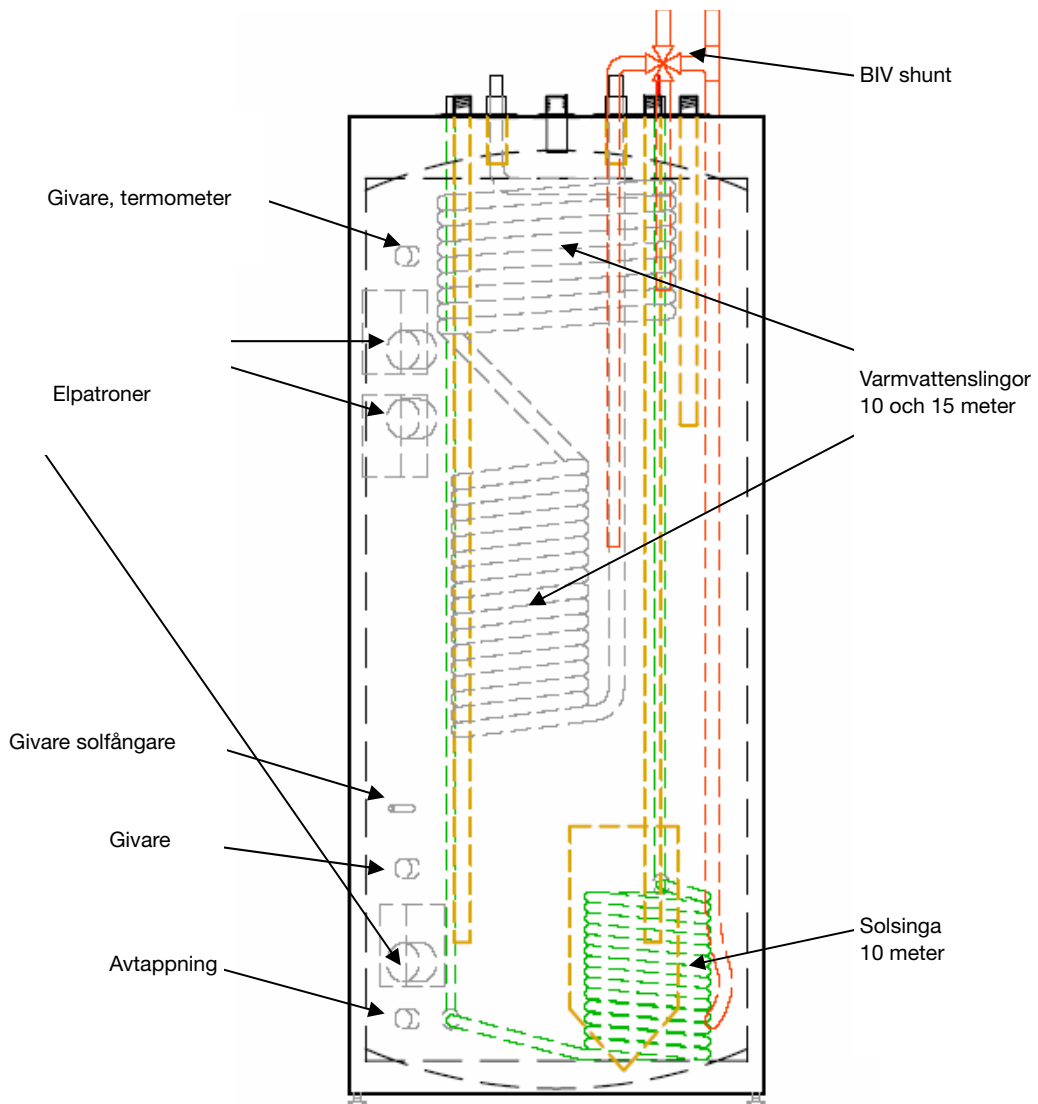 BIV shunt
Givare, termometer
Elpatroner
Varmvattenslingor
10 och 15 meter
Givare solfångare
Givare
Avtappning
Solsinga
10 meter